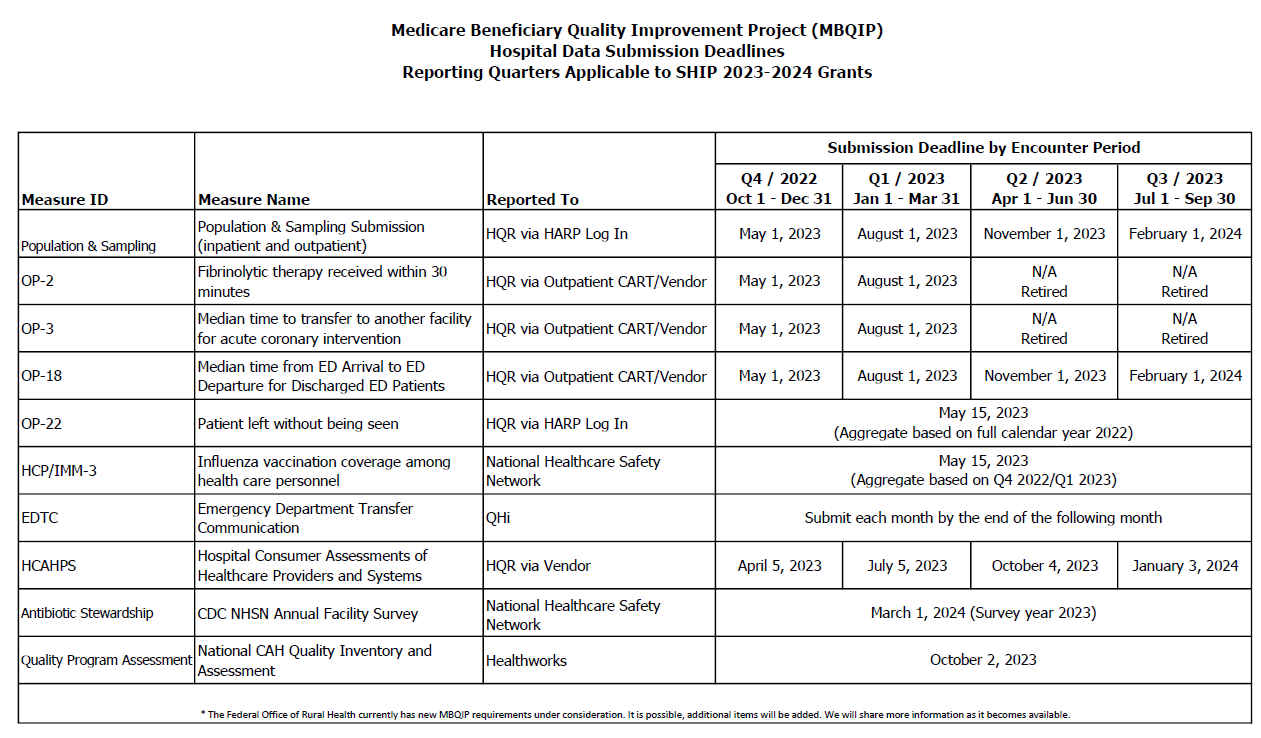 Medicare Beneficiary Quality Improvement Project (MBQIP)
Hospital Data Submission Deadlines
Reporting Quarters Applicable to SHIP 2023-2024 Grants
Submission Deadline by Encounter Period
Measure ID
Measure Name
Reported To
Q4 / 2022
Oct 1 - Dec 31
Q1 / 2023
Jan 1 - Mar 31
Q2 / 2023
Apr 1 - Jun 30
Q3 / 2023
Jul 1 - Sep 30
Population & Sampling
Population & Sampling Submission
(inpatient and outpatient)
HQR via HARP Log In
May 1, 2023
August 1, 2023
November 1, 2023
February 1, 2024
OP-2
Fibrinolytic therapy received within 30
minutes
HQR via Outpatient CART/Vendor
May 1, 2023
August 1, 2023
N/A
Retired
N/A
Retired
OP-3
Median time to transfer to another facility
for acute coronary intervention
HQR via Outpatient CART/Vendor
May 1, 2023
August 1, 2023
N/A
Retired
N/A
Retired
OP-18
Median time from ED Arrival to ED
Departure for Discharged ED Patients
HQR via Outpatient CART/Vendor
May 1, 2023
August 1, 2023
November 1, 2023
February 1, 2024
OP-22
Patient left without being seen
HQR via HARP Log In
May 15, 2023
(Aggregate based on full calendar year 2022)
HCP/IMM-3
Influenza vaccination coverage among
health care personnel
National Healthcare Safety
Network
May 15, 2023
(Aggregate based on Q4 2022/Q1 2023)
EDTC
Emergency Department Transfer
Communication
QHi
Submit each month by the end of the following month
HCAHPS
Hospital Consumer Assessments of
Healthcare Providers and Systems
HQR via Vendor
April 5, 2023
July 5, 2023
October 4, 2023
January 3, 2024
Antibiotic Stewardship
CDC NHSN Annual Facility Survey
National Healthcare Safety
Network
March 1, 2024 (Survey year 2023)
Quality Program Assessment
National CAH Quality Inventory and
Assessment
Healthworks
October 2, 2023
* The Federal Office of Rural Health currently has new MBQIP requirements under consideration. It is possible, additional items will be added. We will share more information as it becomes available.